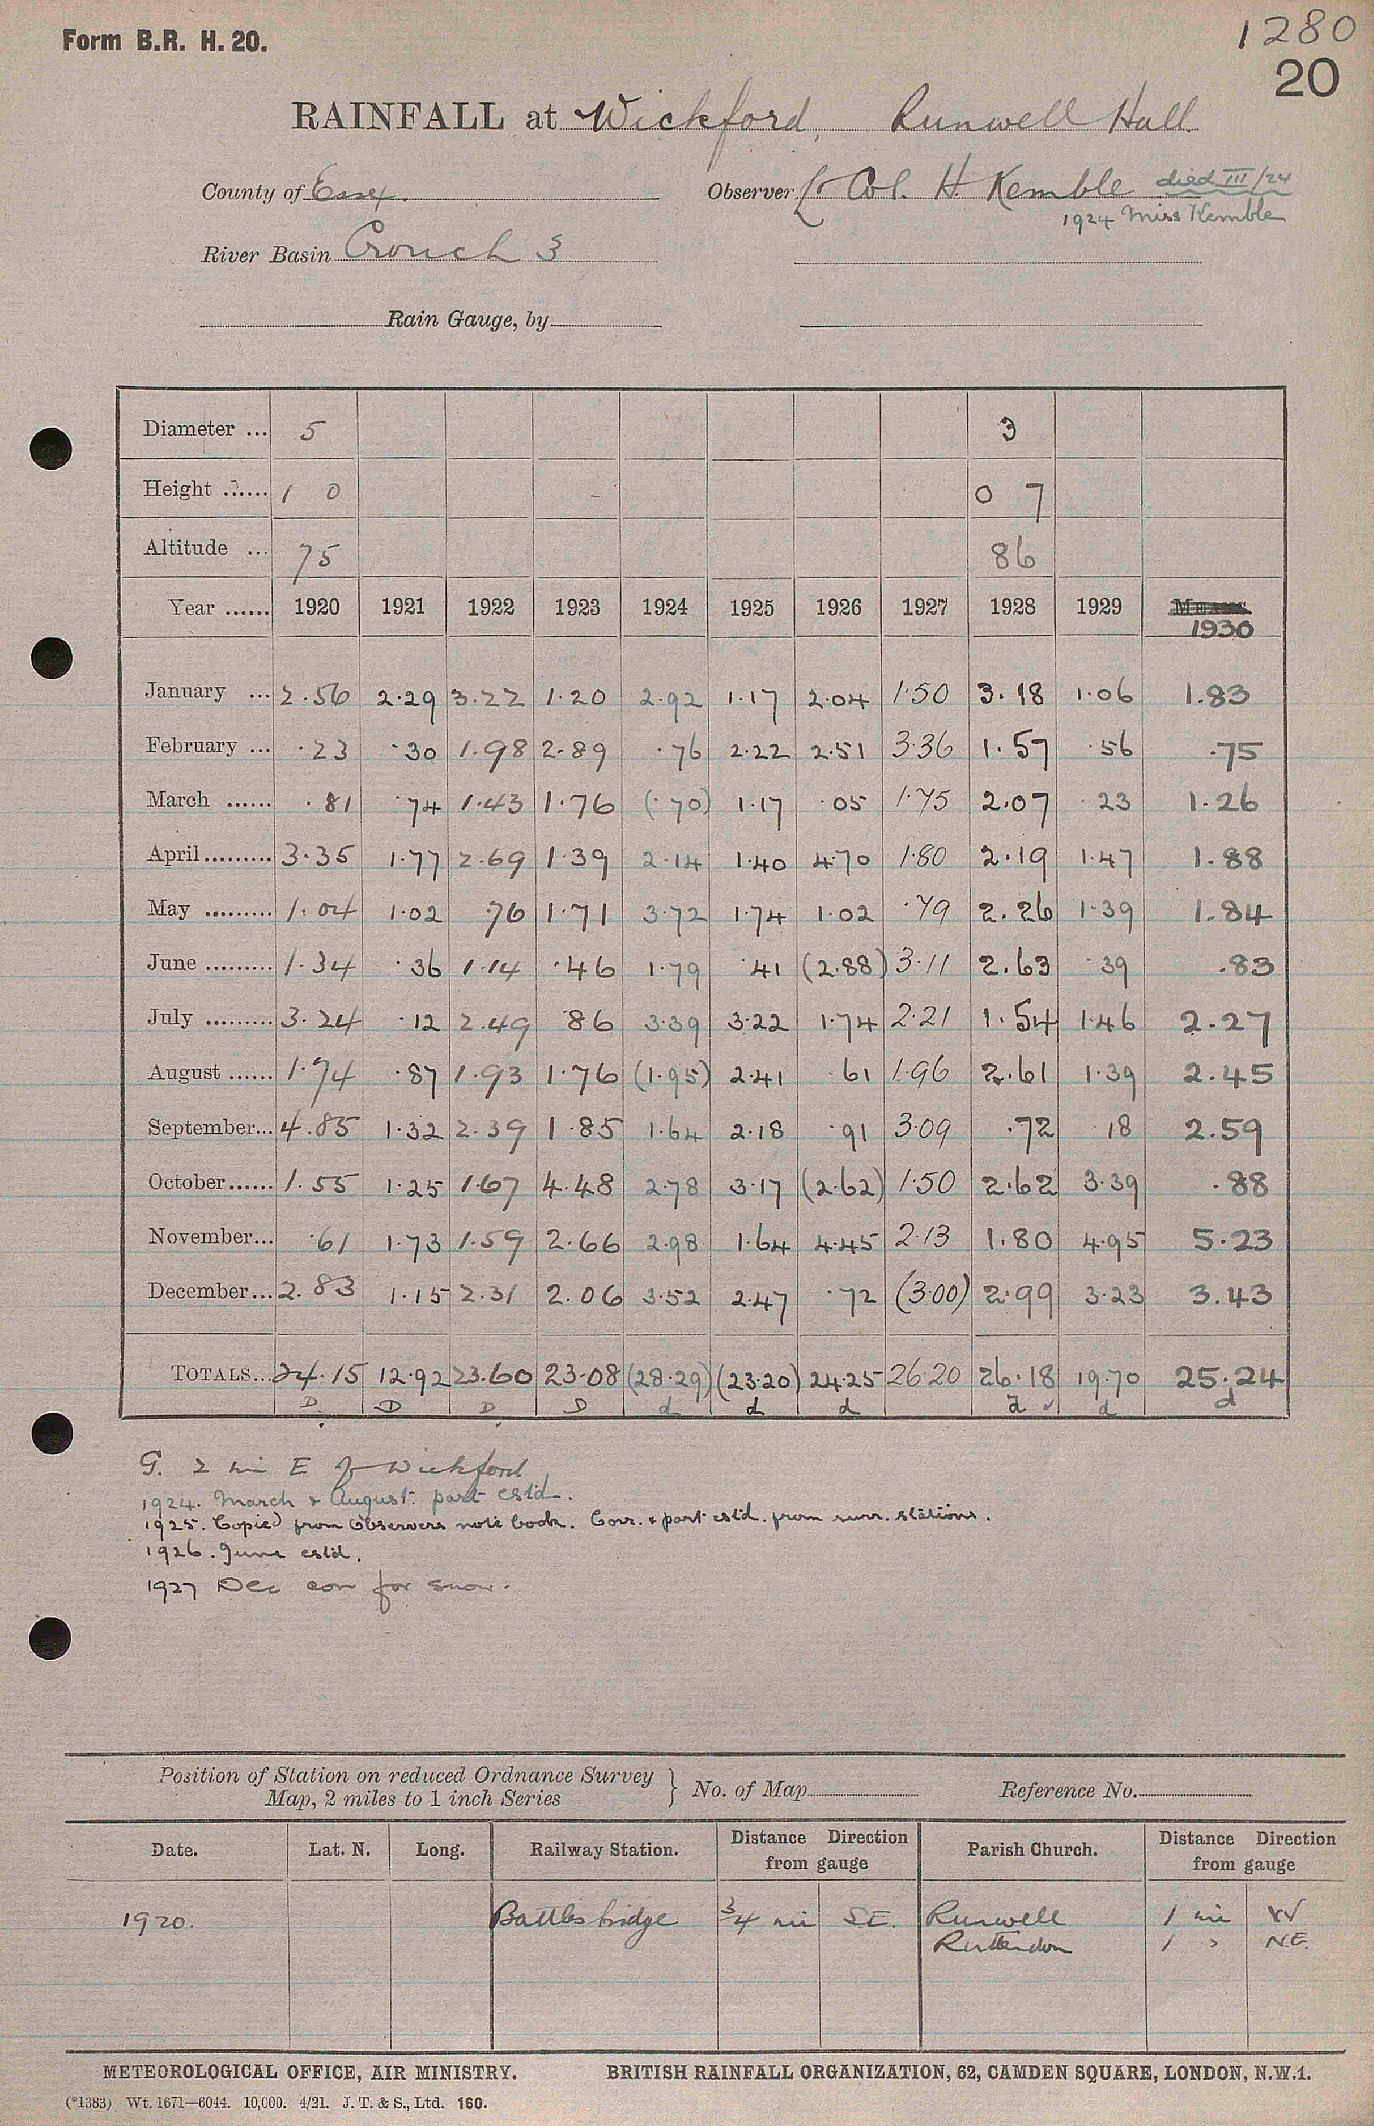 Form B.R. H. 20.
1280
20
RAINFALL at Wickford, Runwell Hall.
County of Essex.
Observer Lt Col. H. Kemble died III/24
1924 Miss Kemble
River Basin Crouch 3
Rain Gauge, by
Diameter ... 5 3
Height ...... 1 0 0 7
Altitude ... 75 86
Year ...... 1920 1921 1922 1923 1924 1925 1926 1927 1928 1929 1930
January ... 2.56 2.29 3.22 1.20 2.92 1.17 2.04 1.50 3.18 1.06 1.83
February ... .23 .30 1.98 2.89 .76 2.22 2.51 3.36 1.57 .56 .75
March ...... .81 .74 1.43 1.76 (.70) 1.17 .05 1.75 2.07 .23 1.26
April ......... 3.35 1.77 2.69 1.39 2.14 1.40 4.70 1.80 2.19 1.47 1.88
May ......... 1.04 1.02 .76 1.71 3.72 1.74 1.02 .79 2.26 1.39 1.84
June ......... 1.34 .36 1.14 .46 1.79 .41 (2.88) 3.11 2.63 .39 .83
July ......... 3.24 .12 2.49 .86 3.39 3.22 1.74 2.21 1.54 1.46 2.27
August ...... 1.74 .87 1.93 1.76 (1.95) 2.41 .61 1.96 2.61 1.39 2.45
September... 4.85 1.32 2.39 1.85 1.64 2.18 .91 3.09 .72 .18 2.59
October...... 1.55 1.25 1.67 4.48 2.78 3.17 (2.62) 1.50 2.62 3.39 .88
November... .61 1.73 1.59 2.66 2.98 1.64 4.45 2.13 1.80 4.95 5.23
December... 2.83 1.15 2.31 2.06 3.52 2.47 .72 (3.00) 2.99 3.23 3.43
TOTALS... 24.15 12.92 23.60 23.08 (28.29) (23.20) 24.25 26.20 26.18 19.70 25.24
D D D D d d d d d d
G. 2 mi E of Wickford
1924. March & August. part estd.
1925. Copied from Observers note book. Corr. & part estd. from surr. stations.
1926. June estd.
1927 Dec corr for snow.
Position of Station on reduced Ordnance Survey
Map, 2 miles to 1 inch Series } No. of Map Reference No.
Date. Lat. N. Long. Railway Station. Distance Direction from gauge Parish Church. Distance Direction from gauge
1920. Battlesbridge 3/4 mi S.E. Runwell 1 mi W
Rettendon 1 " N.E.
METEOROLOGICAL OFFICE, AIR MINISTRY. BRITISH RAINFALL ORGANIZATION, 62, CAMDEN SQUARE, LONDON, N.W.1.
(*1383) Wt. 1671—6044. 10,000. 4/21. J. T. & S., Ltd. 160.